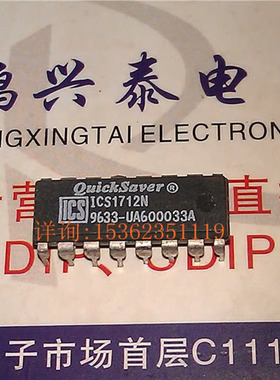 鸿兴泰电
NGXINGTAI ELECTRON
QuickSaver®
ICS ICS1712N
9633-UA600033A
详询:15362351119
DIP
子市场首层C111